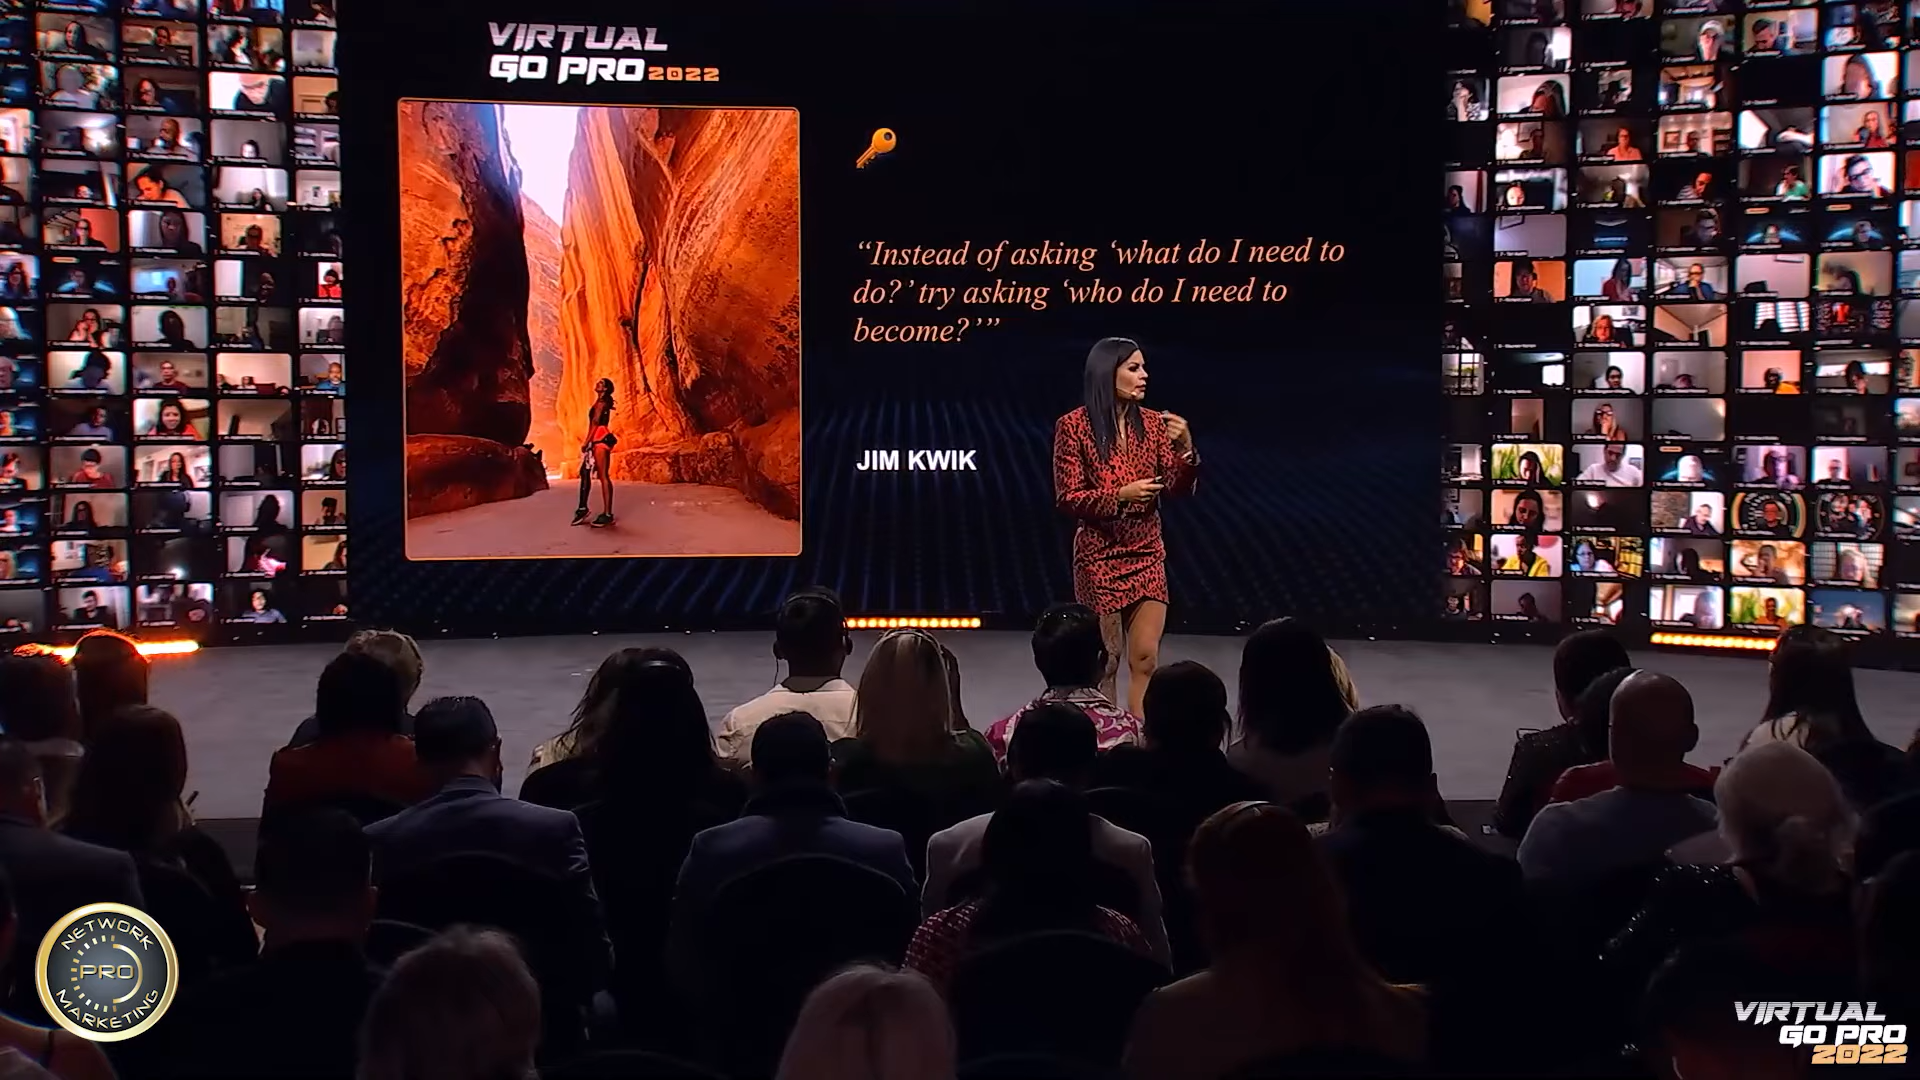 VIRTUAL
GO PRO 2022
“Instead of asking ‘what do I need to
do?’ try asking ‘who do I need to
become?’”
JIM KWIK
NETWORK
PRO
MARKETING
VIRTUAL
GO PRO
2022